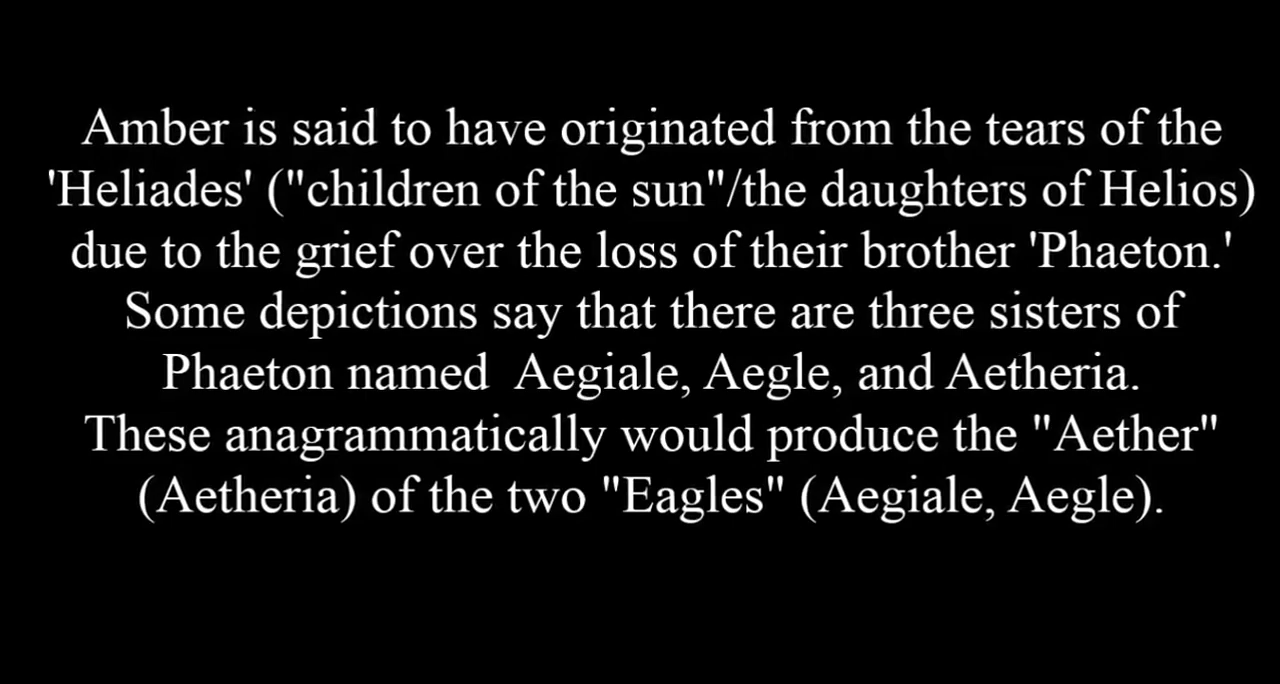 Amber is said to have originated from the tears of the
'Heliades' ("children of the sun"/the daughters of Helios)
due to the grief over the loss of their brother 'Phaeton.'
Some depictions say that there are three sisters of
Phaeton named  Aegiale, Aegle, and Aetheria.
These anagrammatically would produce the "Aether"
(Aetheria) of the two "Eagles" (Aegiale, Aegle).